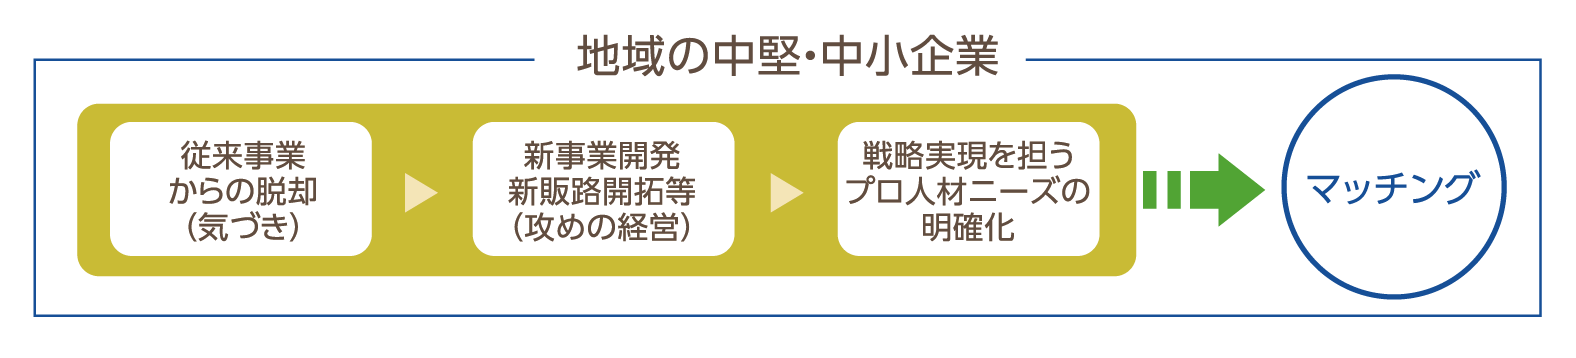 地域の中堅・中小企業
従来事業
からの脱却
（気づき）
新事業開発
新販路開拓等
（攻めの経営）
戦略実現を担う
プロ人材ニーズの
明確化
マッチング